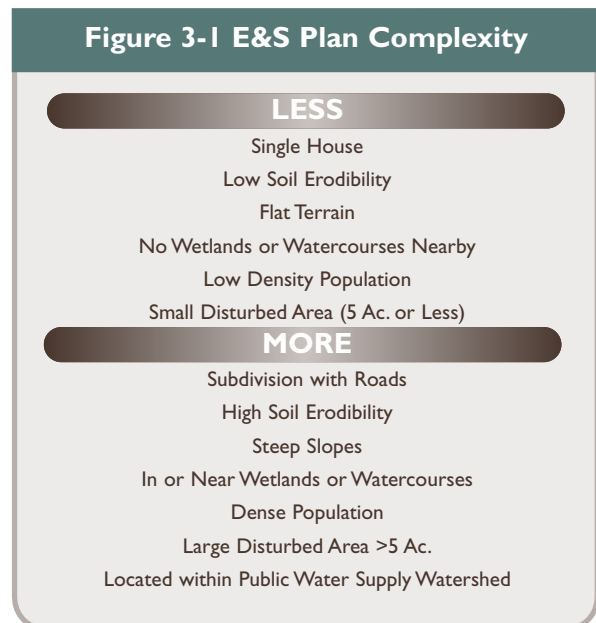 Figure 3-1 E&S Plan Complexity
LESS
Single House
Low Soil Erodibility
Flat Terrain
No Wetlands or Watercourses Nearby
Low Density Population
Small Disturbed Area (5 Ac. or Less)
MORE
Subdivision with Roads
High Soil Erodibility
Steep Slopes
In or Near Wetlands or Watercourses
Dense Population
Large Disturbed Area >5 Ac.
Located within Public Water Supply Watershed